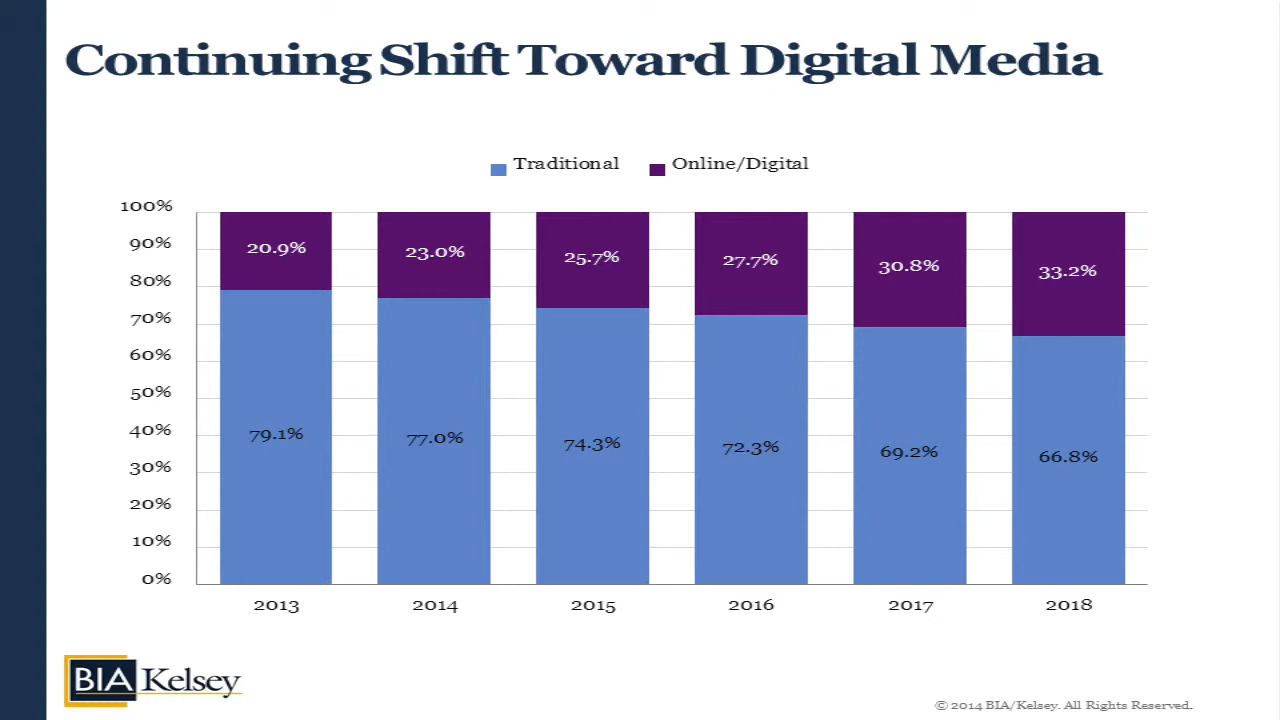 Continuing Shift Toward Digital Media
Traditional Online/Digital
100%
90%
80%
70%
60%
50%
40%
30%
20%
10%
0%
20.9% 23.0% 25.7% 27.7% 30.8% 33.2%
79.1% 77.0% 74.3% 72.3% 69.2% 66.8%
2013 2014 2015 2016 2017 2018
BIA Kelsey
© 2014 BIA/Kelsey. All Rights Reserved.